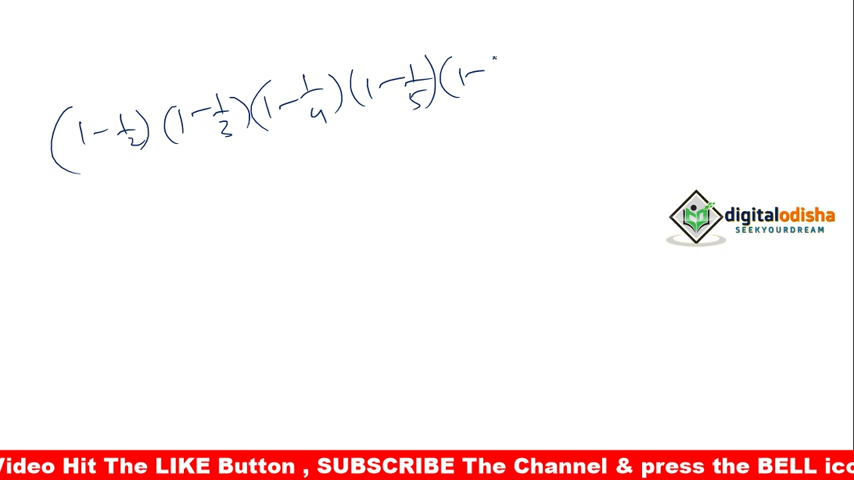 (1-1/2)(1-1/3)(1-1/4)(1-1/5)(1-
digitalodisha
SEEKYOURDREAM
Video Hit The LIKE Button , SUBSCRIBE The Channel & press the BELL ico